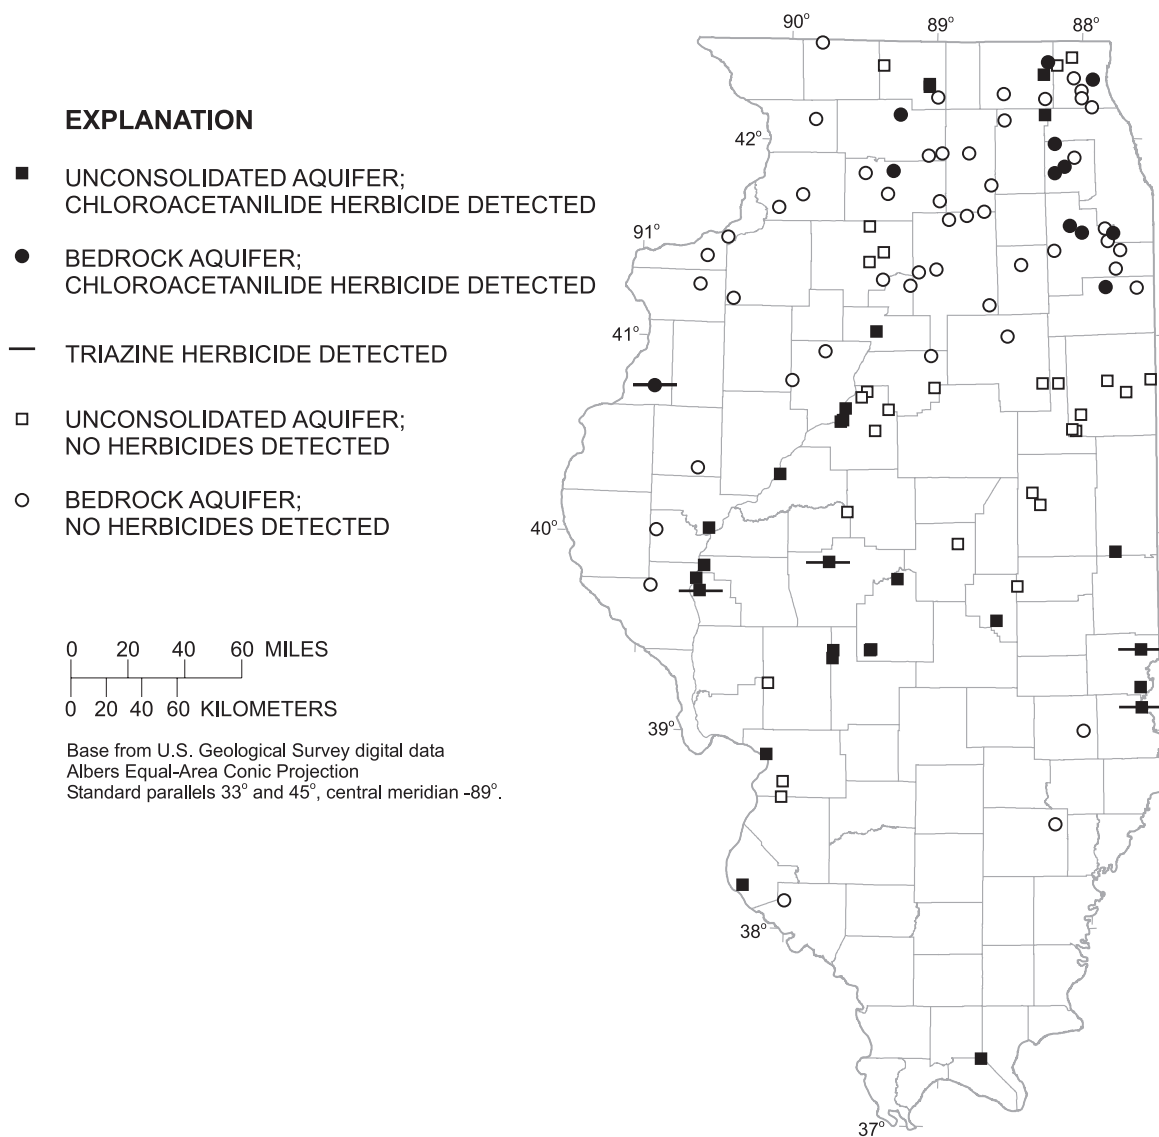 90° 89° 88°
EXPLANATION
UNCONSOLIDATED AQUIFER;
CHLOROACETANILIDE HERBICIDE DETECTED
42°
BEDROCK AQUIFER;
CHLOROACETANILIDE HERBICIDE DETECTED
91°
TRIAZINE HERBICIDE DETECTED
41°
UNCONSOLIDATED AQUIFER;
NO HERBICIDES DETECTED
BEDROCK AQUIFER;
NO HERBICIDES DETECTED
40°
0 20 40 60 MILES
0 20 40 60 KILOMETERS
39°
Base from U.S. Geological Survey digital data
Albers Equal-Area Conic Projection
Standard parallels 33° and 45°, central meridian -89°.
38°
37°